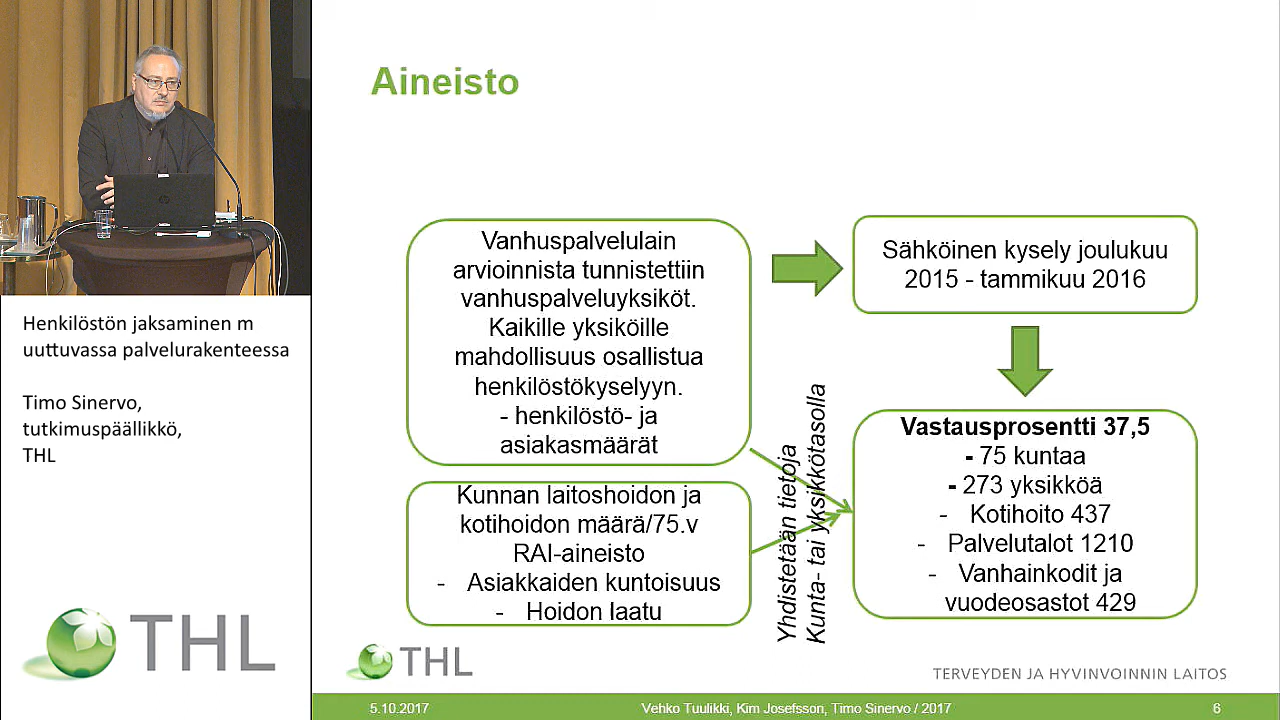 Henkilöstön jaksaminen m
uuttuvassa palvelurakenteessa
Timo Sinervo,
tutkimuspäällikkö,
THL
THL
Aineisto
Vanhuspalvelulain
arvioinnista tunnistettiin
vanhuspalveluyksiköt.
Kaikille yksiköille
mahdollisuus osallistua
henkilöstökyselyyn.
- henkilöstö- ja
asiakasmäärät
Sähköinen kysely joulukuu
2015 - tammikuu 2016
Kunnan laitoshoidon ja
kotihoidon määrä/75.v
RAI-aineisto
- Asiakkaiden kuntoisuus
- Hoidon laatu
Yhdistetään tietoja
Kunta- tai yksikkötasolla
Vastausprosentti 37,5
- 75 kuntaa
- 273 yksikköä
- Kotihoito 437
- Palvelutalot 1210
- Vanhainkodit ja
vuodeosastot 429
THL
TERVEYDEN JA HYVINVOINNIN LAITOS
5.10.2017
Vehko Tuulikki, Kim Josefsson, Timo Sinervo / 2017
6